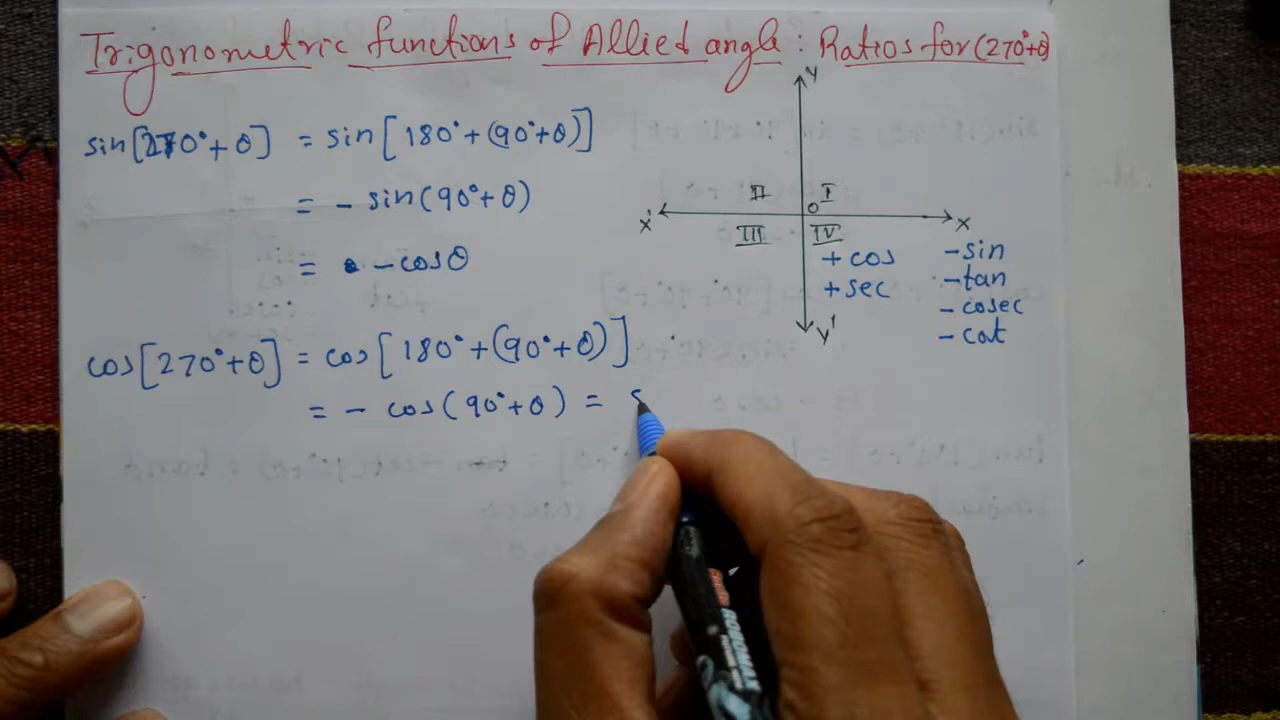 Trigonometric functions of Allied angle : Ratios for (270°+θ)
sin[270°+θ] = sin[180°+(90°+θ)]
= - sin(90°+θ)
= -cosθ
cos[270°+θ] = cos[180°+(90°+θ)]
= - cos(90°+θ) = s
Y
II I
X' O X
III IV
+ cos -sin
+ sec -tan
- cosec
Y' - cot
ROBOMAX